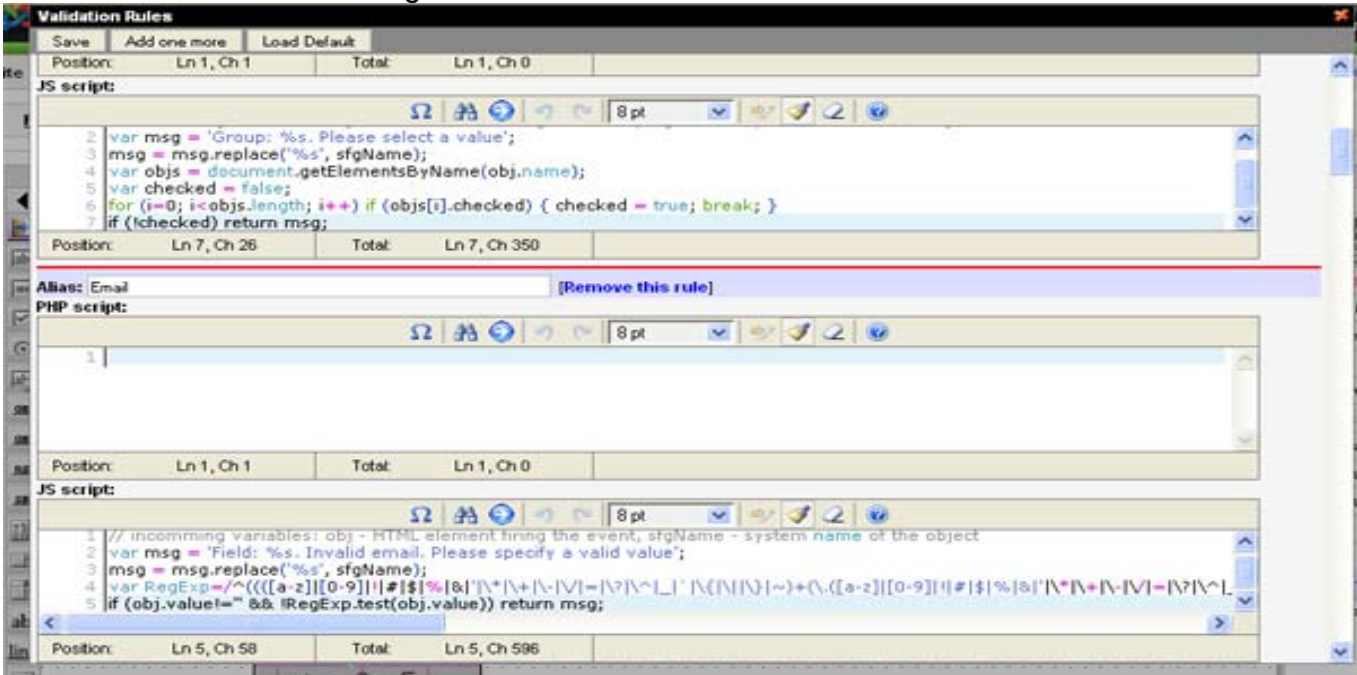 Validation Rules
Save Add one more Load Default
Position: Ln 1, Ch 1 Total: Ln 1, Ch 0
JS script:
8 pt
2 var msg = 'Group: %s. Please select a value';
3 msg = msg.replace('%s', sfgName);
4 var objs = document.getElementsByName(obj.name);
5 var checked = false;
6 for (i=0; i<objs.length; i++) if (objs[i].checked) { checked = true; break; }
7 if (!checked) return msg;
Position: Ln 7, Ch 26 Total: Ln 7, Ch 350
Alias: Email [Remove this rule]
PHP script:
8 pt
1
Position: Ln 1, Ch 1 Total: Ln 1, Ch 0
JS script:
8 pt
1 // incomming variables: obj - HTML element firing the event, sfgName - system name of the object
2 var msg = 'Field: %s. Invalid email. Please specify a valid value';
3 msg = msg.replace('%s', sfgName);
4 var RegExp=/^((([a-z]|[0-9]|!|#|$|%|&|'|\*|\+|\-|\/|=|\?|\^|_|`|\{|\||\}|~)+(\.([a-z]|[0-9]|!|#|$|%|&|'|\*|\+|\-|\/|=|\?|\^|_
5 if (obj.value!='' && !RegExp.test(obj.value)) return msg;
Position: Ln 5, Ch 58 Total: Ln 5, Ch 596